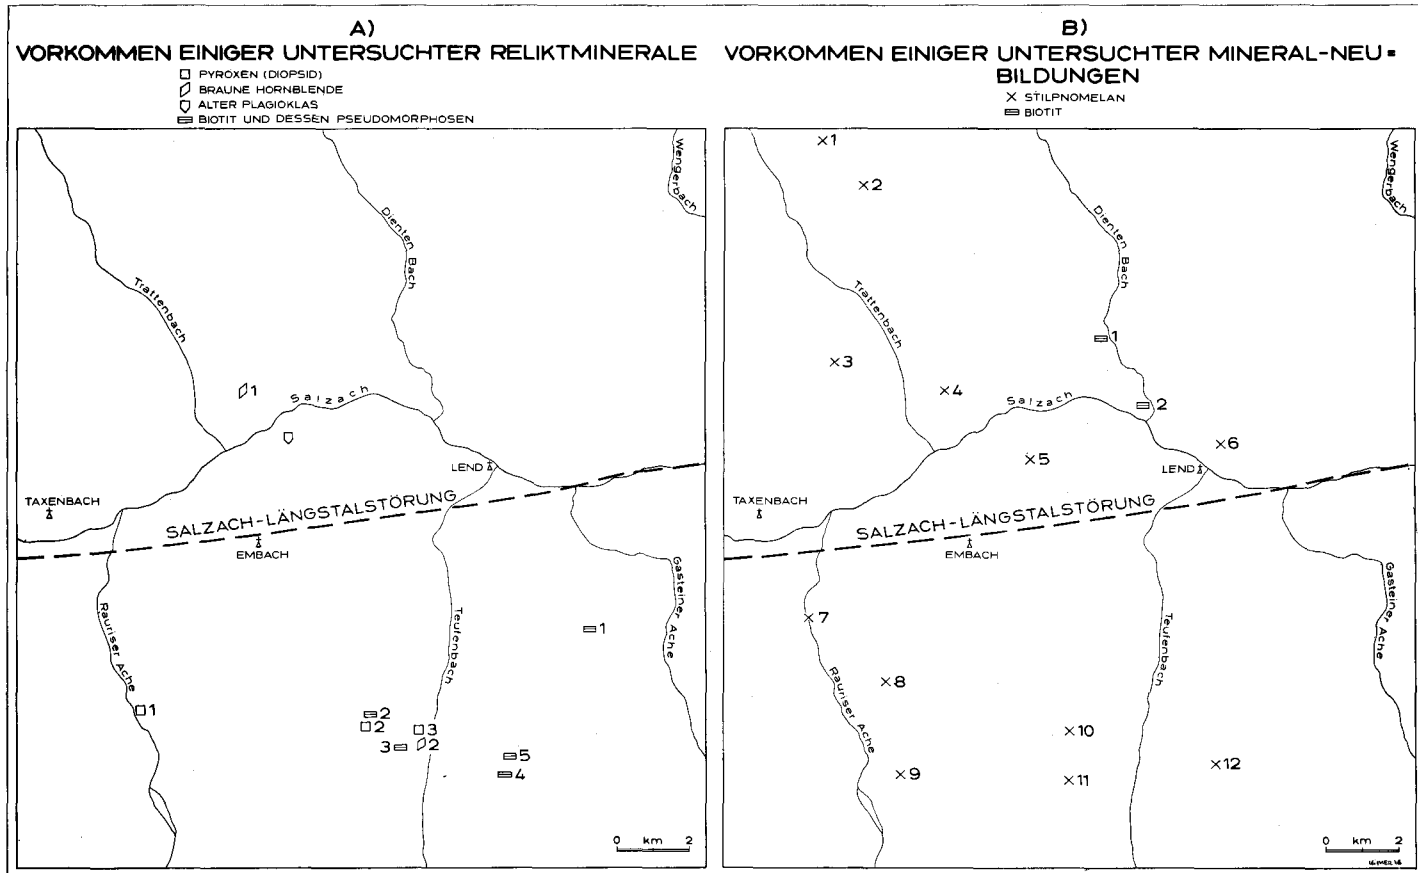 A)
VORKOMMEN EINIGER UNTERSUCHTER RELIKTMINERALE
PYROXEN (DIOPSID)
BRAUNE HORNBLENDE
ALTER PLAGIOKLAS
BIOTIT UND DESSEN PSEUDOMORPHOSEN
Wengerbach
Dienten Bach
Trattenbach
1
Salzach
LEND
TAXENBACH
SALZACH-LÄNGSTALSTÖRUNG
EMBACH
Gasteiner Ache
Rauriser Ache
Teufenbach
1
1
2
2
3
3
2
5
4
0 km 2
B)
VORKOMMEN EINIGER UNTERSUCHTER MINERAL-NEU=
BILDUNGEN
STILPNOMELAN
BIOTIT
1
2
Wengerbach
Dienten Bach
Trattenbach
1
3
4
Salzach
2
6
5
LEND
TAXENBACH
SALZACH-LÄNGSTALSTÖRUNG
EMBACH
Gasteiner Ache
7
Teufenbach
Rauriser Ache
8
10
9
11
12
0 km 2